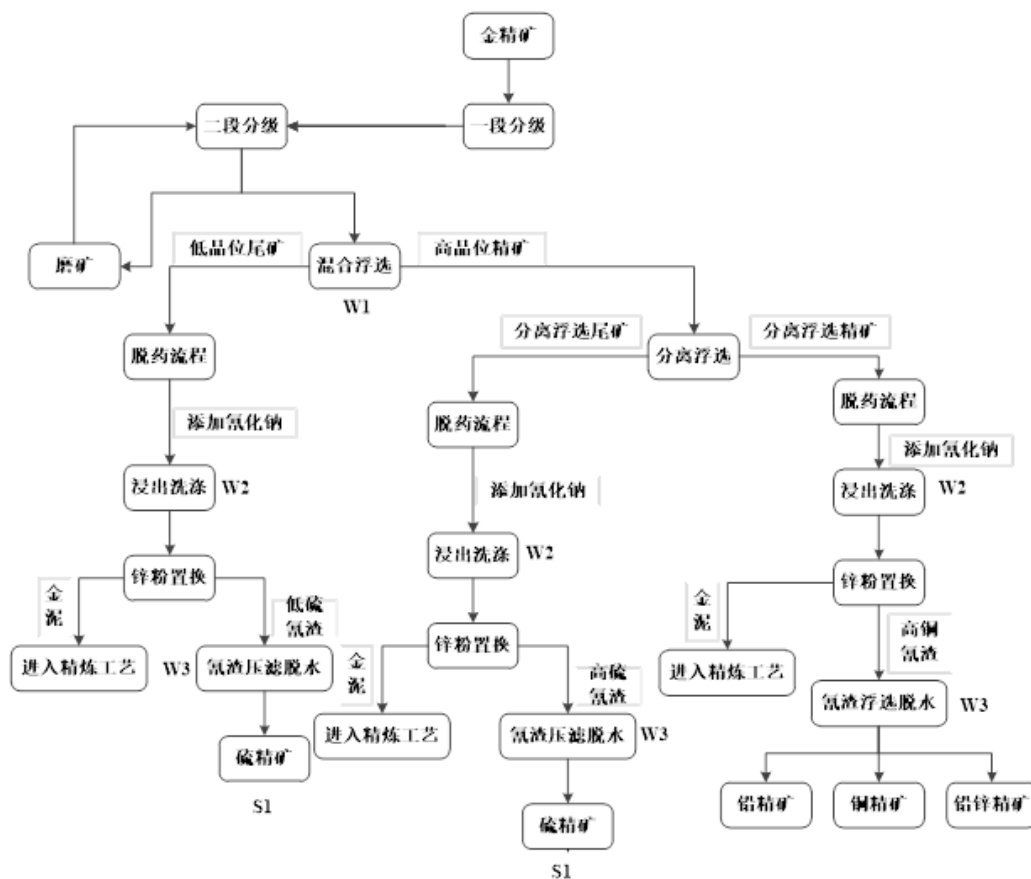 金精矿
二段分级
一段分级
磨矿
低品位尾矿
混合浮选
高品位精矿
W1
脱药流程
分离浮选尾矿
分离浮选
分离浮选精矿
脱药流程
脱药流程
添加氰化钠
添加氰化钠
添加氰化钠
浸出洗涤
W2
浸出洗涤
W2
浸出洗涤
W2
锌粉置换
锌粉置换
锌粉置换
金
泥
低硫
氰渣
金
泥
高硫
氰渣
金
泥
高铜
氰渣
进入精炼工艺
W3
氰渣压滤脱水
进入精炼工艺
氰渣压滤脱水
W3
进入精炼工艺
氰渣浮选脱水
W3
硫精矿
S1
硫精矿
S1
铅精矿
铜精矿
铅锌精矿